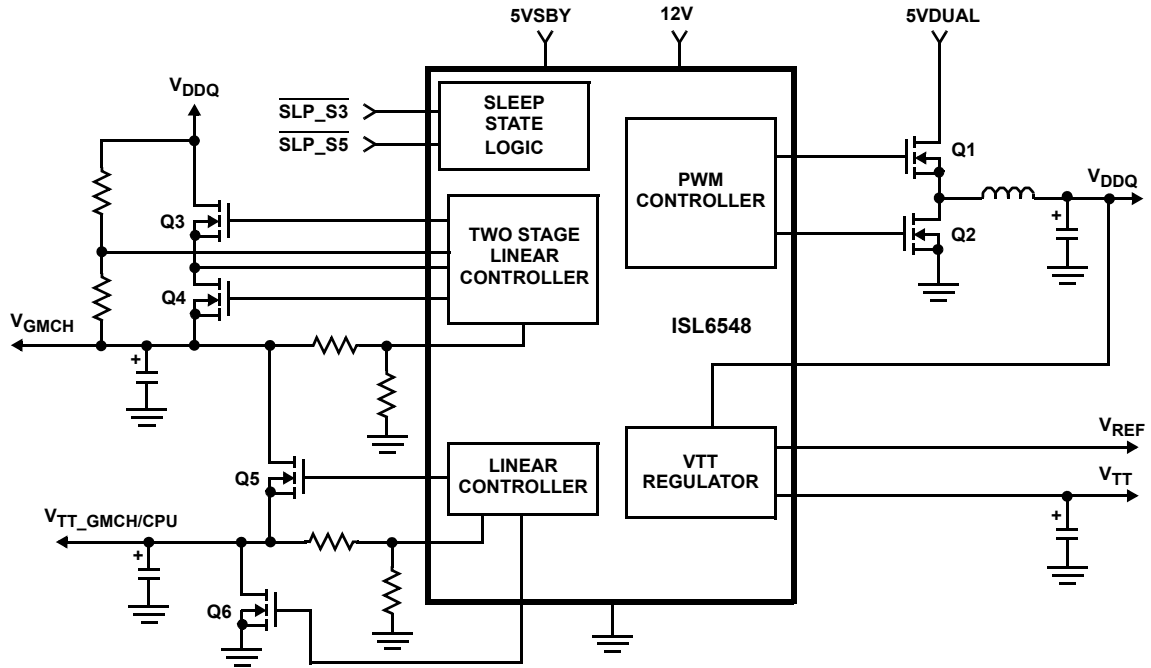 5VSBY
12V
5VDUAL
VDDQ
SLP_S3
SLP_S5
SLEEP
STATE
LOGIC
PWM
CONTROLLER
Q1
VDDQ
Q3
TWO STAGE
LINEAR
CONTROLLER
+
Q2
Q4
VGMCH
ISL6548
+
LINEAR
CONTROLLER
VTT
REGULATOR
VREF
Q5
VTT
VTT_GMCH/CPU
+
+
Q6